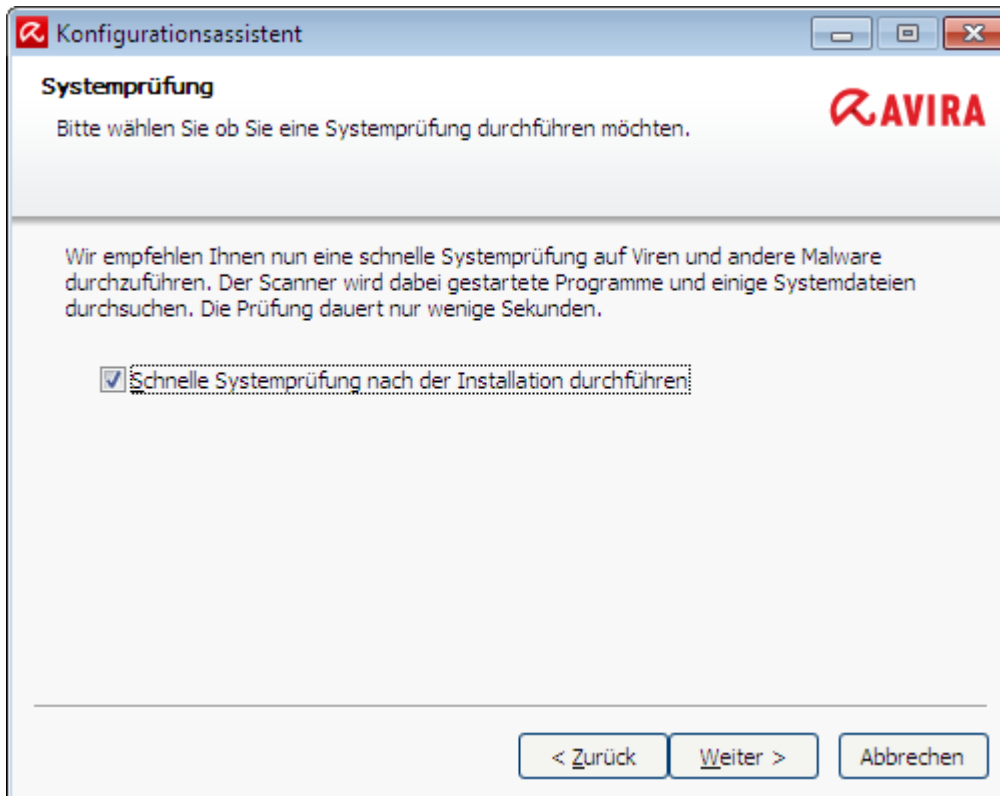 Konfigurationsassistent
Systemprüfung
AVIRA
Bitte wählen Sie ob Sie eine Systemprüfung durchführen möchten.
Wir empfehlen Ihnen nun eine schnelle Systemprüfung auf Viren und andere Malware
durchzuführen. Der Scanner wird dabei gestartete Programme und einige Systemdateien
durchsuchen. Die Prüfung dauert nur wenige Sekunden.
Schnelle Systemprüfung nach der Installation durchführen
< Zurück
Weiter >
Abbrechen